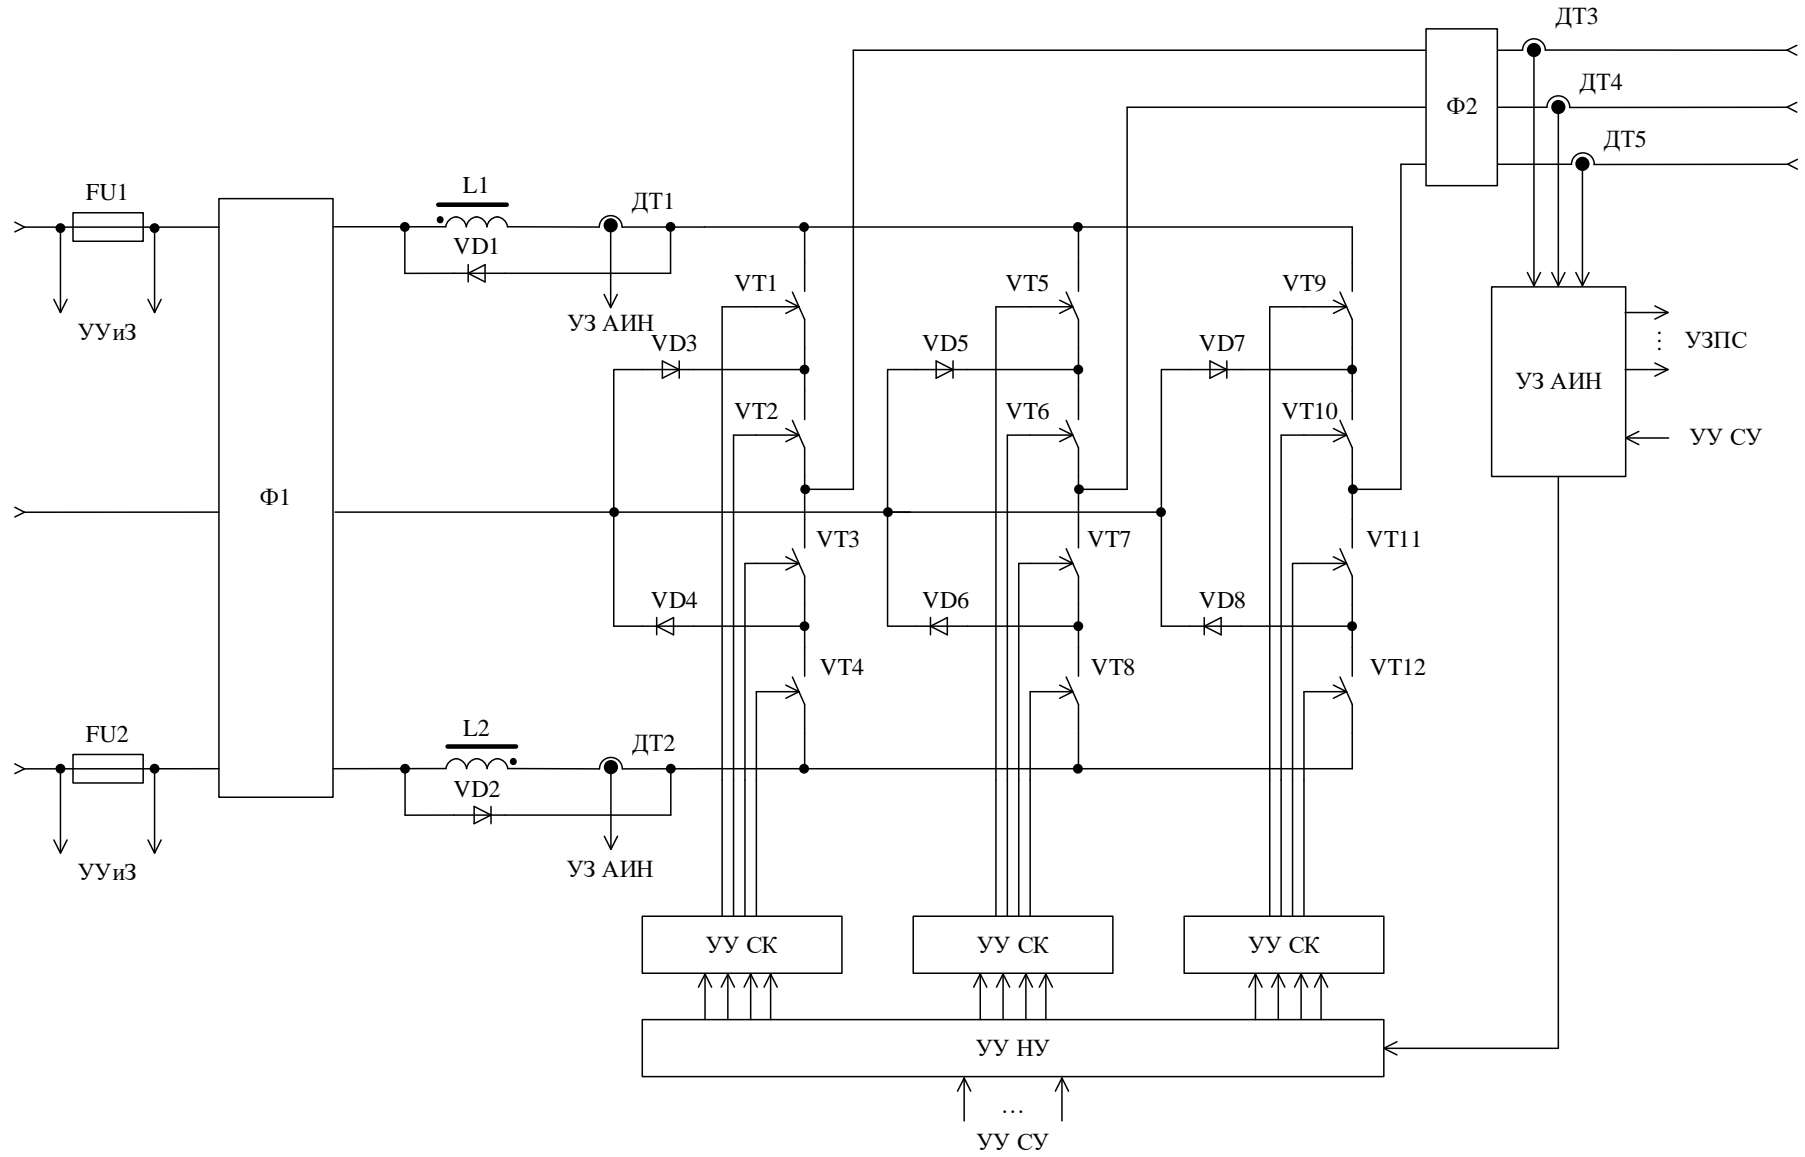 ДТ3
ДТ4
Ф2
ДТ5
FU1
L1
ДТ1
VD1
VT1
VT5
VT9
УУиЗ
УЗ АИН
VD3
VD5
VD7
УЗПС
⋮
УЗ АИН
VT2
VT6
VT10
УУ СУ
Ф1
VT3
VT7
VT11
VD4
VD6
VD8
VT4
VT8
VT12
FU2
L2
ДТ2
VD2
УУиЗ
УЗ АИН
УУ СК
УУ СК
УУ СК
УУ НУ
...
УУ СУ